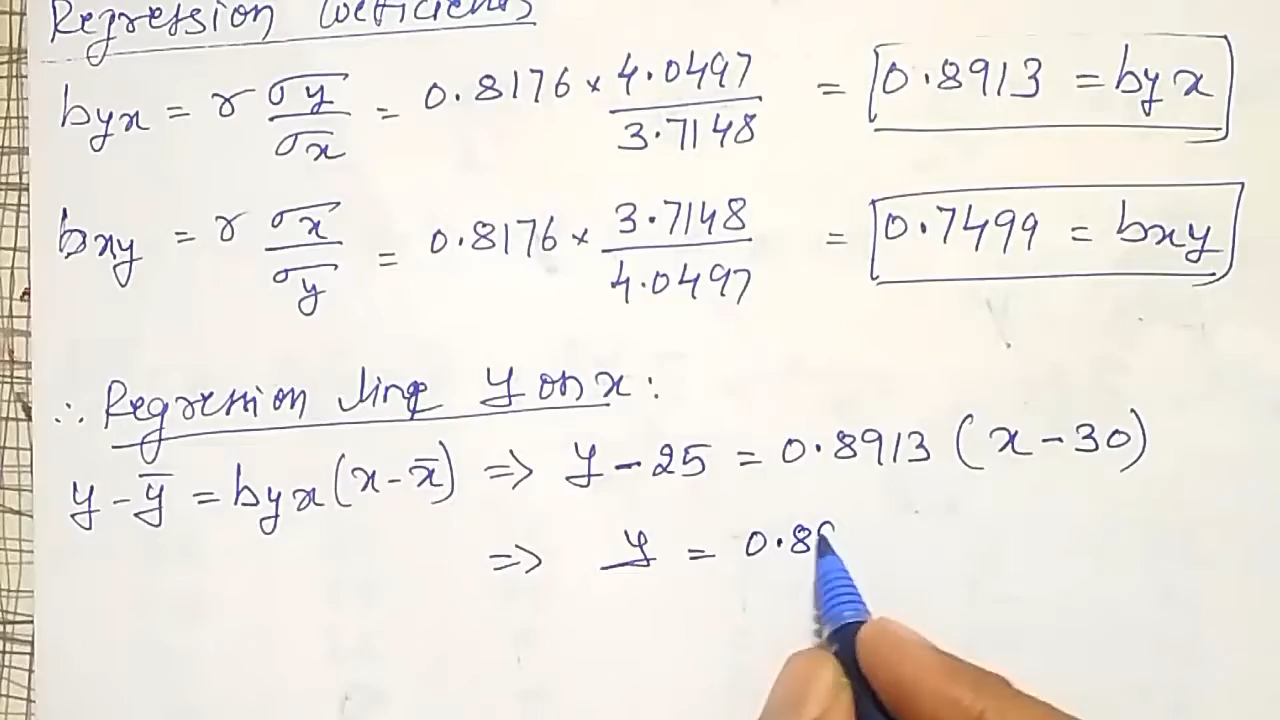 Regression Coefficients
byx = r σy/σx = 0.8176 × 4.0497/3.7148 = 0.8913 = byx
bxy = r σx/σy = 0.8176 × 3.7148/4.0497 = 0.7499 = bxy
∴ Regression line y on x :
y - ȳ = byx (x - x̄) => y - 25 = 0.8913 (x - 30)
=> y = 0.8